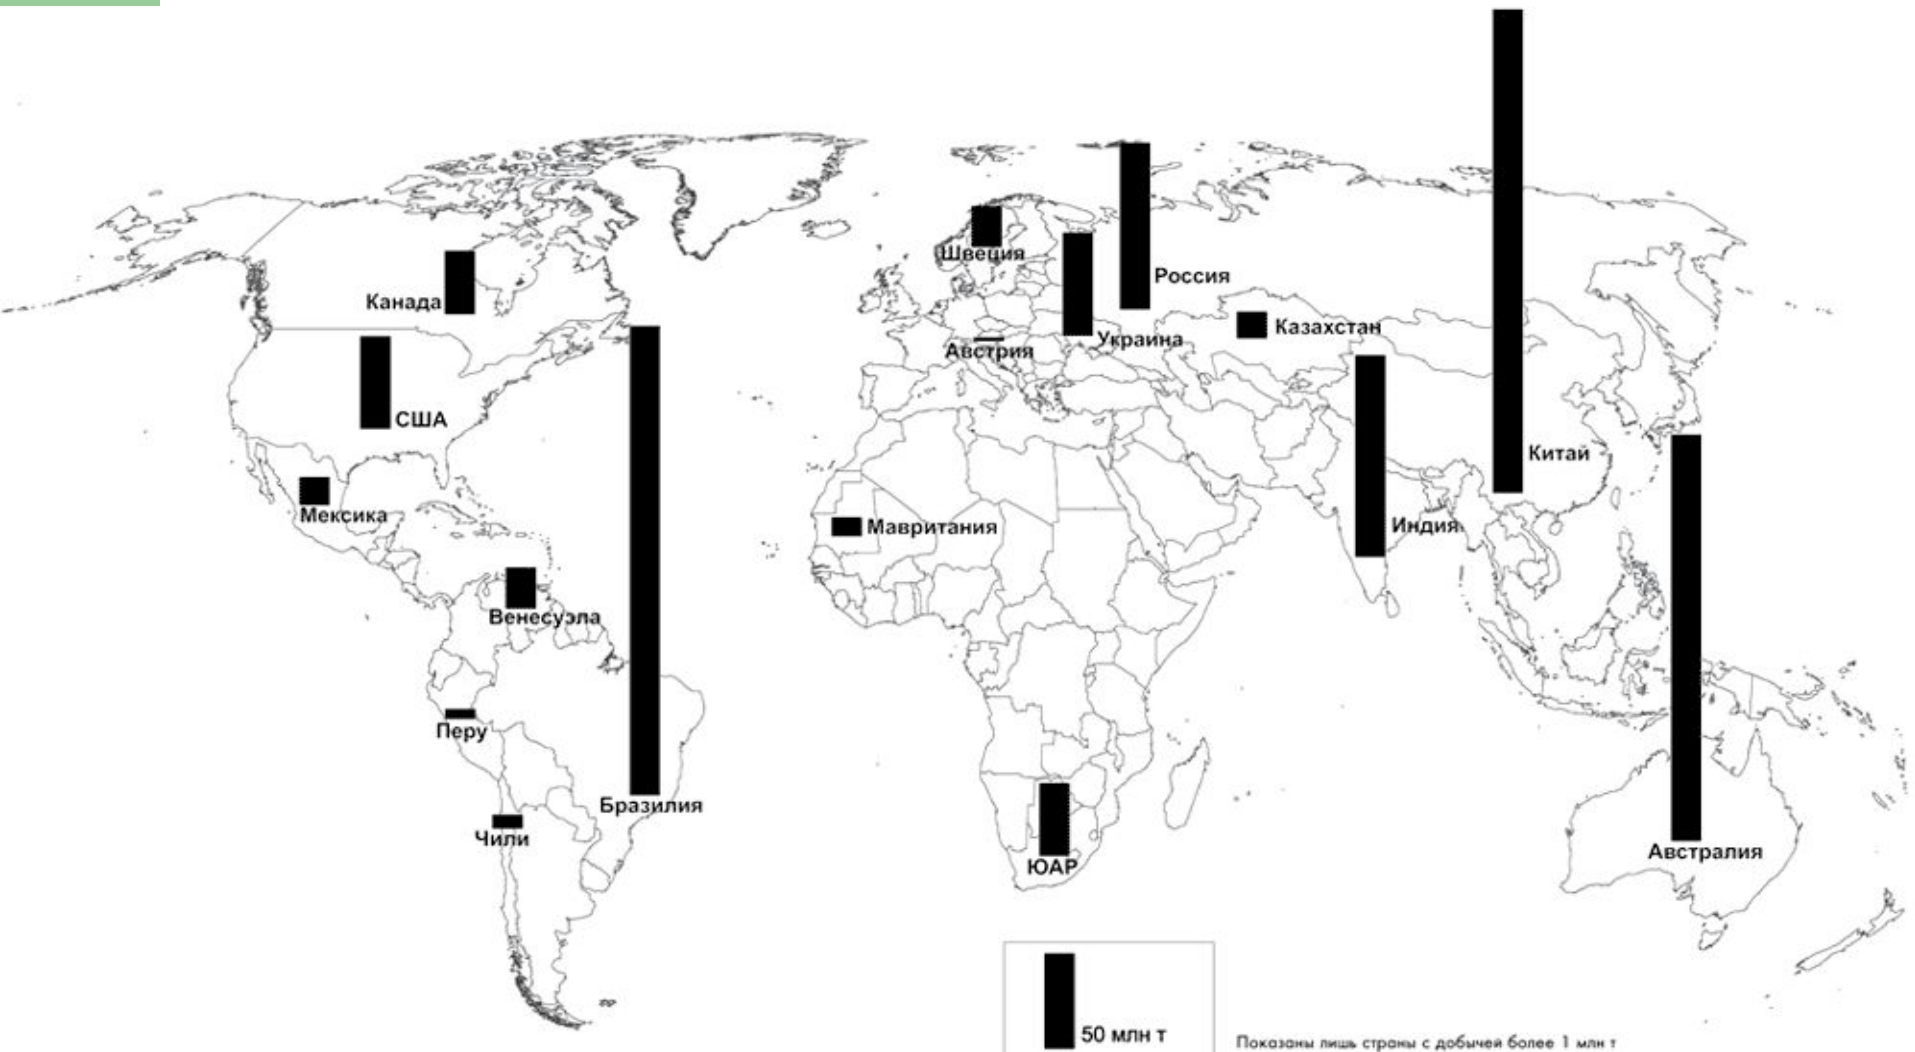 Швеция
Россия
Канада
Казахстан
Украина
Австрия
США
Китай
Мексика
Мавритания
Индия
Венесуэла
Перу
Бразилия
Чили
Австралия
ЮАР
50 млн т
Показаны лишь страны с добычей более 1 млн т